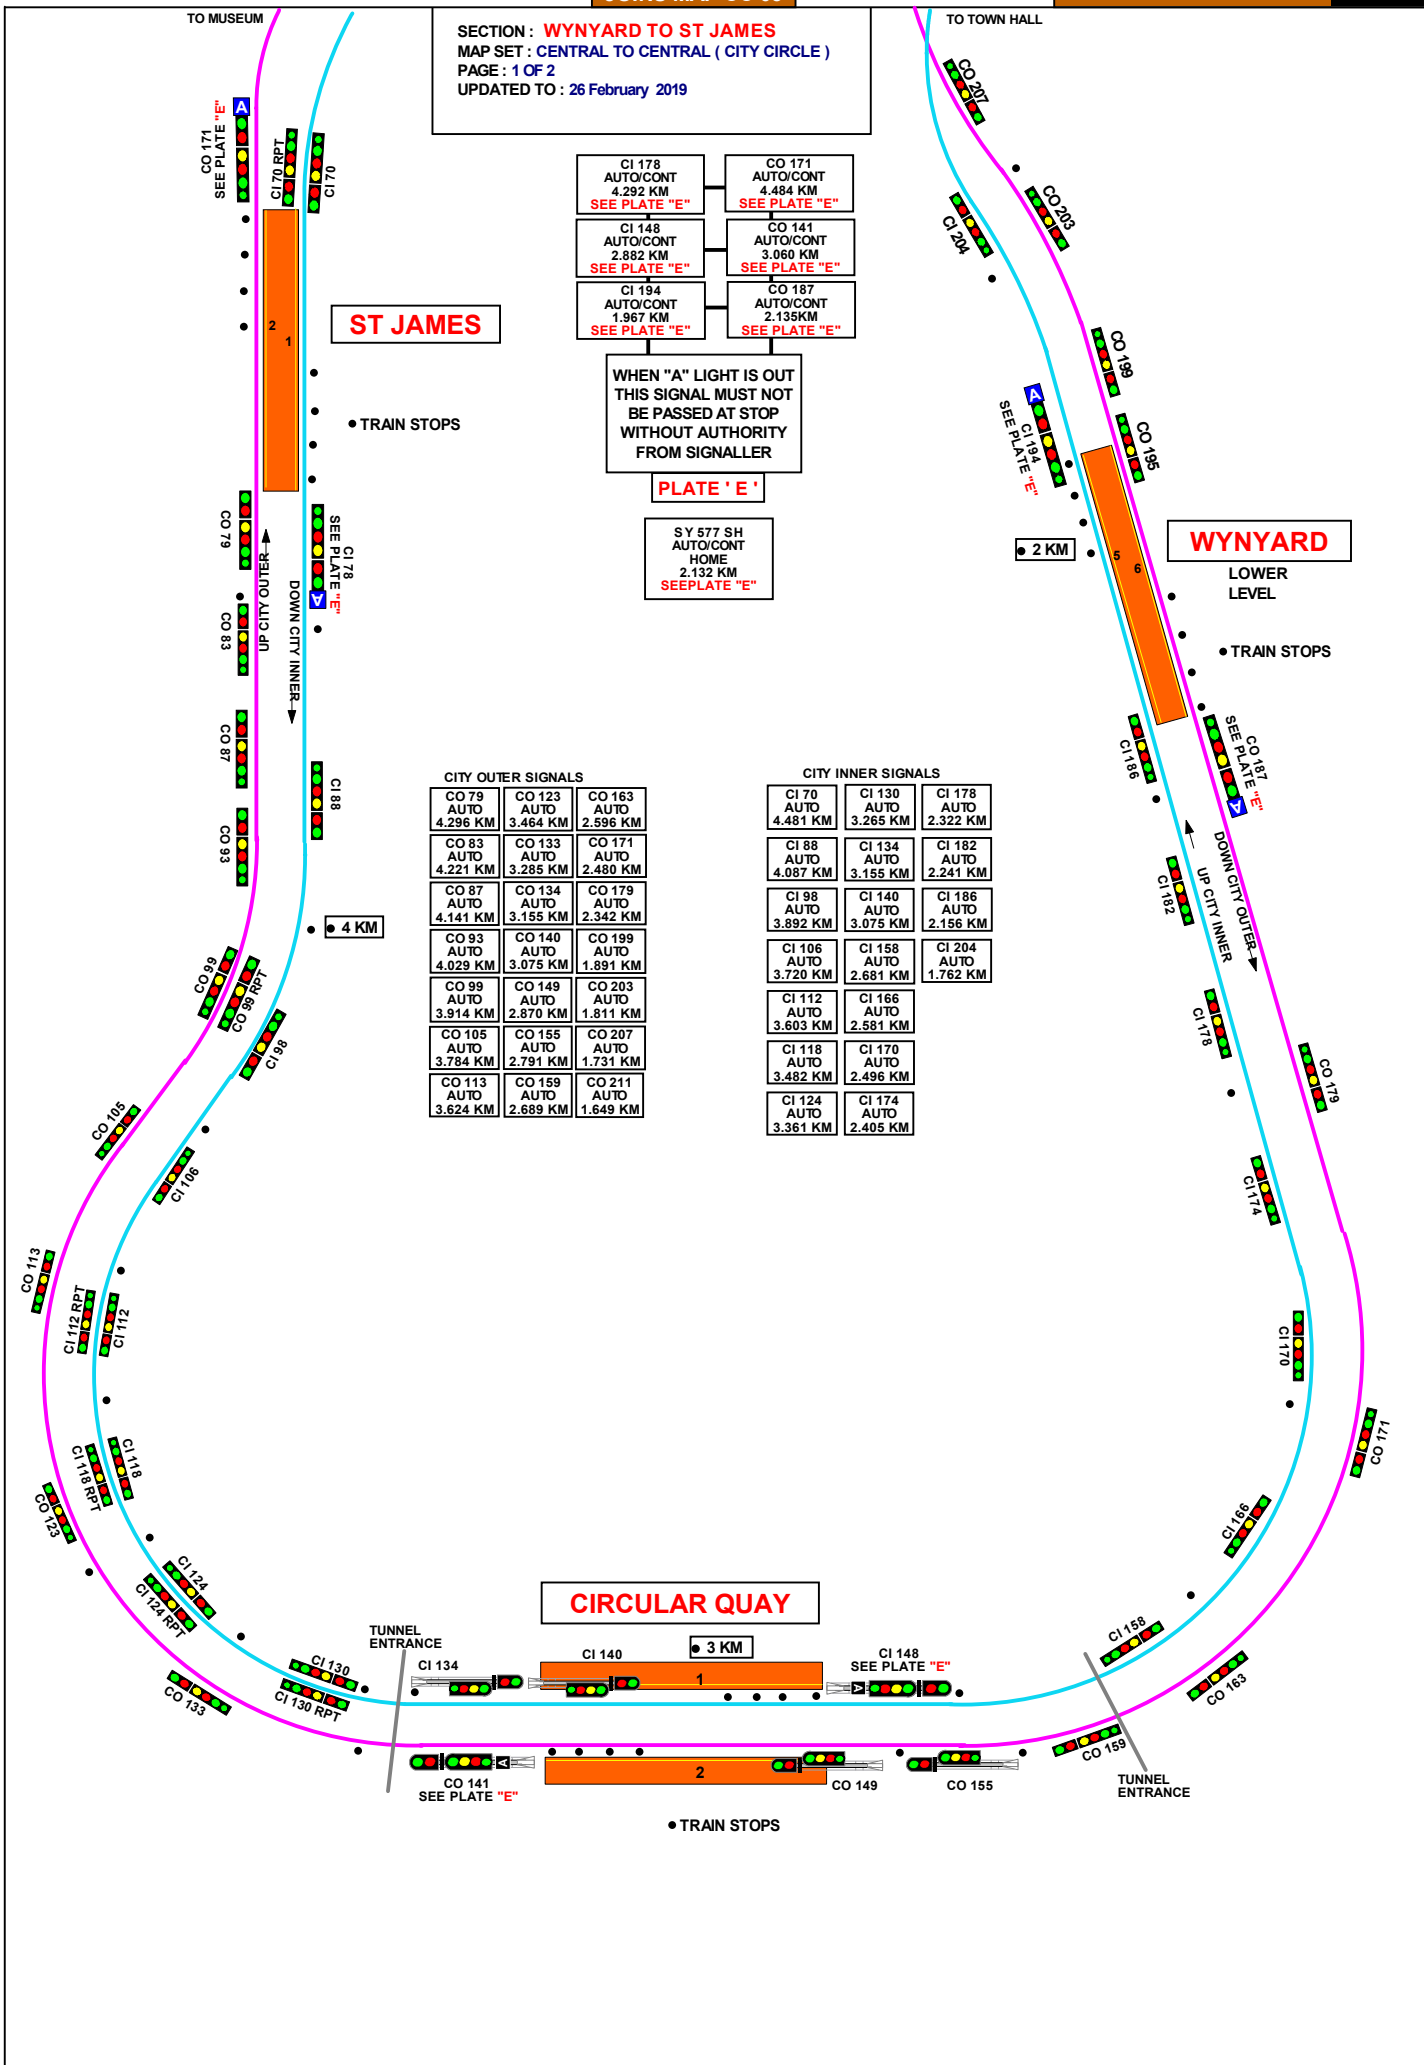 TO MUSEUM
TO TOWN HALL
SECTION : WYNYARD TO ST JAMES
MAP SET : CENTRAL TO CENTRAL ( CITY CIRCLE )
PAGE : 1 OF 2
UPDATED TO : 26 February 2019
A
CO 171
SEE PLATE "E"
CI 70 RPT
CI 70
CO 207
CO 203
CI 204
CO 199
CO 195
A
CI 194
SEE PLATE "E"
CI 178
AUTO/CONT
4.292 KM
SEE PLATE "E"
CO 171
AUTO/CONT
4.484 KM
SEE PLATE "E"
CI 148
AUTO/CONT
2.882 KM
SEE PLATE "E"
CO 141
AUTO/CONT
3.060 KM
SEE PLATE "E"
CI 194
AUTO/CONT
1.967 KM
SEE PLATE "E"
CO 187
AUTO/CONT
2.135KM
SEE PLATE "E"
WHEN "A" LIGHT IS OUT
THIS SIGNAL MUST NOT
BE PASSED AT STOP
WITHOUT AUTHORITY
FROM SIGNALLER
PLATE ' E '
SY 577 SH
AUTO/CONT
HOME
2.132 KM
SEEPLATE "E"
ST JAMES
2
1
TRAIN STOPS
CO 79
CI 78
SEE PLATE "E"
A
UP CITY OUTER
DOWN CITY INNER
CO 83
CO 87
CI 88
CO 93
4 KM
2 KM
5
6
WYNYARD
LOWER
LEVEL
TRAIN STOPS
CI 186
CO 187
SEE PLATE "E"
A
DOWN CITY OUTER
UP CITY INNER
CI 182
CI 178
CO 179
CI 174
CITY OUTER SIGNALS
CO 79
AUTO
4.296 KM
CO 123
AUTO
3.464 KM
CO 163
AUTO
2.596 KM
CO 83
AUTO
4.221 KM
CO 133
AUTO
3.285 KM
CO 171
AUTO
2.480 KM
CO 87
AUTO
4.141 KM
CO 134
AUTO
3.155 KM
CO 179
AUTO
2.342 KM
CO 93
AUTO
4.029 KM
CO 140
AUTO
3.075 KM
CO 199
AUTO
1.891 KM
CO 99
AUTO
3.914 KM
CO 149
AUTO
2.870 KM
CO 203
AUTO
1.811 KM
CO 105
AUTO
3.784 KM
CO 155
AUTO
2.791 KM
CO 207
AUTO
1.731 KM
CO 113
AUTO
3.624 KM
CO 159
AUTO
2.689 KM
CO 211
AUTO
1.649 KM
CITY INNER SIGNALS
CI 70
AUTO
4.481 KM
CI 130
AUTO
3.265 KM
CI 178
AUTO
2.322 KM
CI 88
AUTO
4.087 KM
CI 134
AUTO
3.155 KM
CI 182
AUTO
2.241 KM
CI 98
AUTO
3.892 KM
CI 140
AUTO
3.075 KM
CI 186
AUTO
2.156 KM
CI 106
AUTO
3.720 KM
CI 158
AUTO
2.681 KM
CI 204
AUTO
1.762 KM
CI 112
AUTO
3.603 KM
CI 166
AUTO
2.581 KM
CI 118
AUTO
3.482 KM
CI 170
AUTO
2.496 KM
CI 124
AUTO
3.361 KM
CI 174
AUTO
2.405 KM
CO 99
CO 99 RPT
CI 98
CO 105
CI 106
CO 113
CI 112 RPT
CI 112
CI 170
CO 171
CI 118
CI 118 RPT
CO 123
CI 166
CI 124
CI 124 RPT
CIRCULAR QUAY
3 KM
TUNNEL
ENTRANCE
CI 130
CI 130 RPT
CO 133
CI 134
CI 140
1
CI 148
SEE PLATE "E"
A
CI 158
CO 163
CO 159
TUNNEL
ENTRANCE
A
CO 141
SEE PLATE "E"
2
CO 149
CO 155
TRAIN STOPS